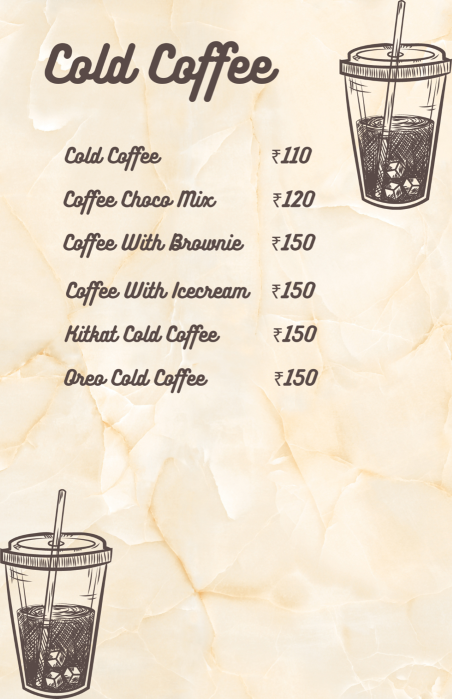 Cold Coffee
Cold Coffee ₹110
Coffee Choco Mix ₹120
Coffee With Brownie ₹150
Coffee With Icecream ₹150
Kitkat Cold Coffee ₹150
Oreo Cold Coffee ₹150